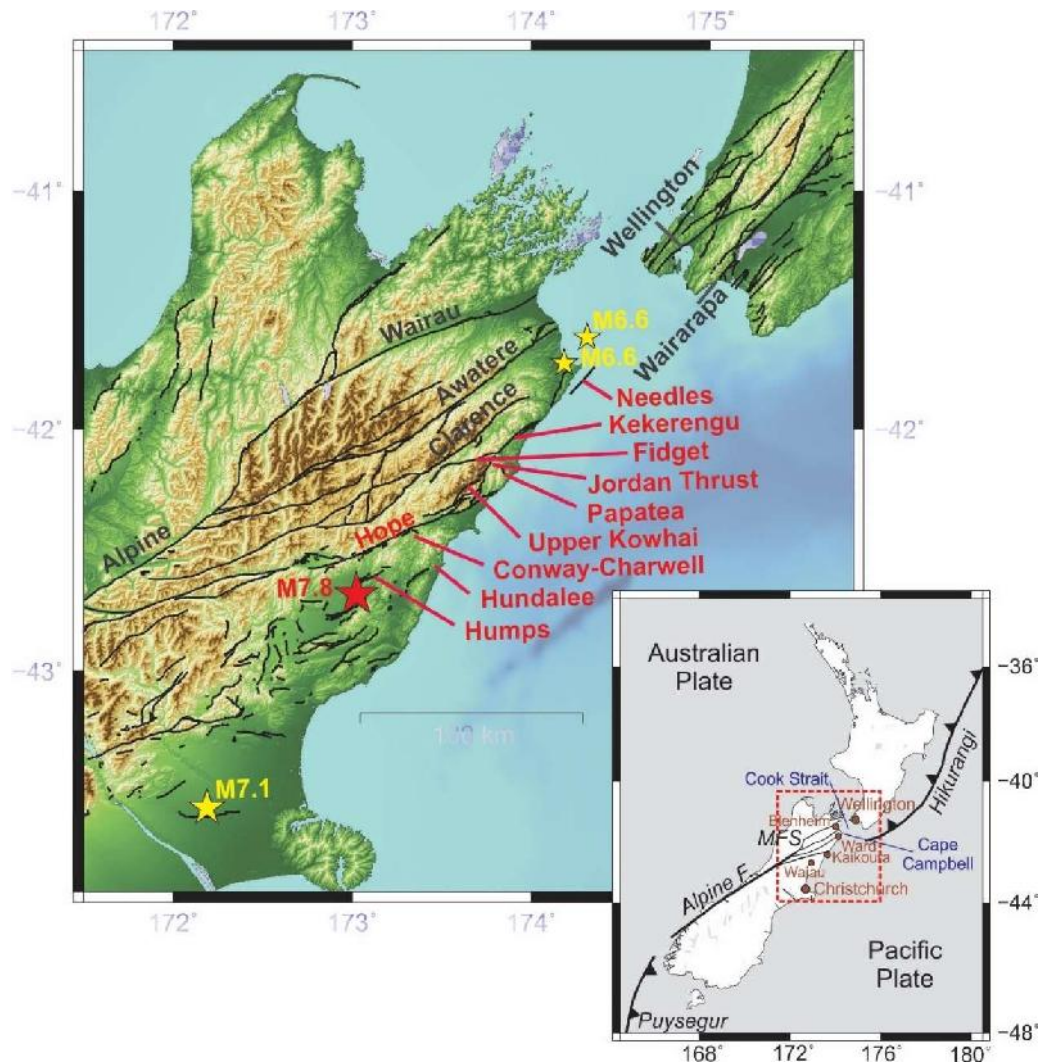 172°
173°
174°
175°
−41°
−42°
−43°
Wellington
Wairarapa
Wairau
Awatere
Clarence
Alpine
Hope
M6.6
M6.6
Needles
Kekerengu
Fidget
Jordan Thrust
Papatea
Upper Kowhai
Conway-Charwell
Hundalee
Humps
M7.8
M7.1
100 km
172°
173°
174°
Australian
Plate
Cook Strait
Wellington
Blenheim
MFS
Ward
Kaikoura
Waiau
Christchurch
Cape
Campbell
Hikurangi
Alpine F.
Pacific
Plate
Puysegur
−36°
−40°
−44°
−48°
168°
172°
176°
180°